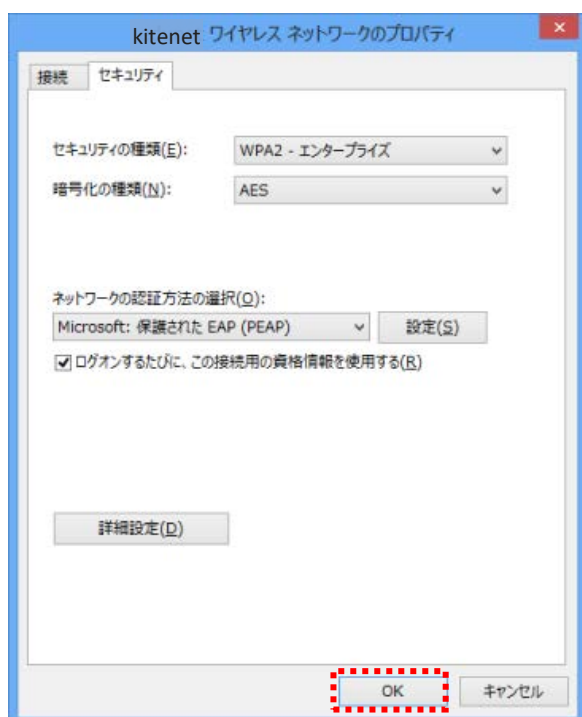 kitenet ワイヤレス ネットワークのプロパティ
接続 セキュリティ
セキュリティの種類(E): WPA2 - エンタープライズ
暗号化の種類(N): AES
ネットワークの認証方法の選択(O):
Microsoft: 保護された EAP (PEAP) 設定(S)
ログオンするたびに、この接続用の資格情報を使用する(R)
詳細設定(D)
OK キャンセル